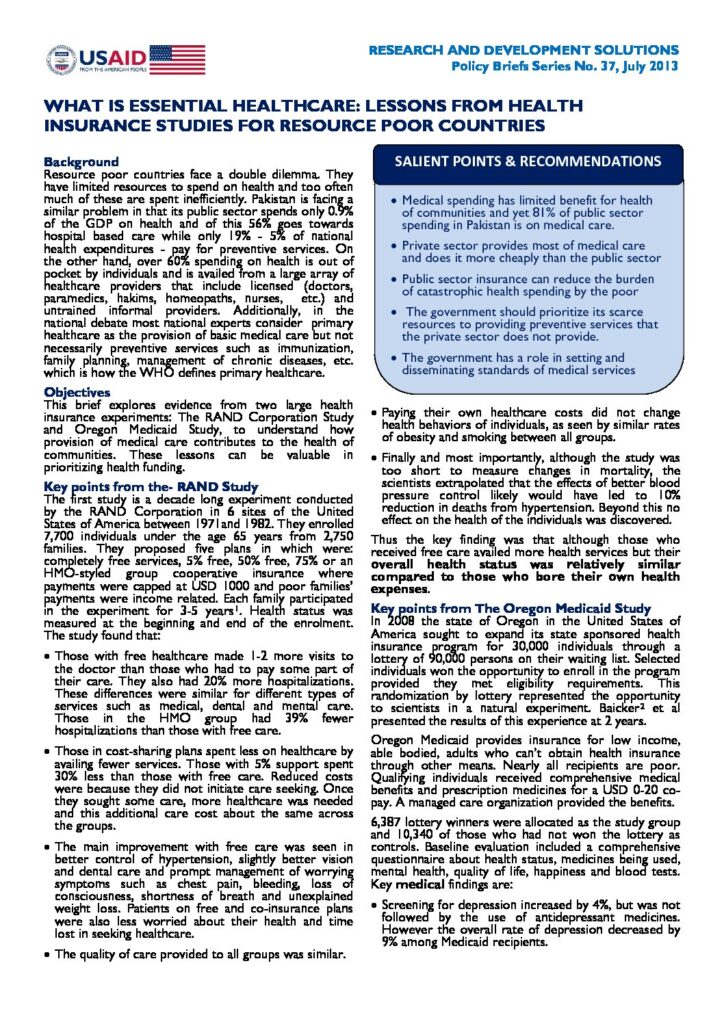 USAID
FROM THE AMERICAN PEOPLE
RESEARCH AND DEVELOPMENT SOLUTIONS
Policy Briefs Series No. 37, July 2013
WHAT IS ESSENTIAL HEALTHCARE: LESSONS FROM HEALTH
INSURANCE STUDIES FOR RESOURCE POOR COUNTRIES
Background
Resource poor countries face a double dilemma. They
have limited resources to spend on health and too often
much of these are spent inefficiently. Pakistan is facing a
similar problem in that its public sector spends only 0.9%
of the GDP on health and of this 56% goes towards
hospital based care while only 19% - 5% of national
health expenditures - pay for preventive services. On
the other hand, over 60% spending on health is out of
pocket by individuals and is availed from a large array of
healthcare providers that include licensed (doctors,
paramedics, hakims, homeopaths, nurses, etc.) and
untrained informal providers. Additionally, in the
national debate most national experts consider primary
healthcare as the provision of basic medical care but not
necessarily preventive services such as immunization,
family planning, management of chronic diseases, etc.
which is how the WHO defines primary healthcare.
Objectives
This brief explores evidence from two large health
insurance experiments: The RAND Corporation Study
and Oregon Medicaid Study, to understand how
provision of medical care contributes to the health of
communities. These lessons can be valuable in
prioritizing health funding.
Key points from the- RAND Study
The first study is a decade long experiment conducted
by the RAND Corporation in 6 sites of the United
States of America between 1971and 1982. They enrolled
7,700 individuals under the age 65 years from 2,750
families. They proposed five plans in which were:
completely free services, 5% free, 50% free, 75% or an
HMO-styled group cooperative insurance where
payments were capped at USD 1000 and poor families'
payments were income related. Each family participated
in the experiment for 3-5 years¹. Health status was
measured at the beginning and end of the enrolment.
The study found that:
• Those with free healthcare made 1-2 more visits to
the doctor than those who had to pay some part of
their care. They also had 20% more hospitalizations.
These differences were similar for different types of
services such as medical, dental and mental care.
Those in the HMO group had 39% fewer
hospitalizations than those with free care.
• Those in cost-sharing plans spent less on healthcare by
availing fewer services. Those with 5% support spent
30% less than those with free care. Reduced costs
were because they did not initiate care seeking. Once
they sought some care, more healthcare was needed
and this additional care cost about the same across
the groups.
• The main improvement with free care was seen in
better control of hypertension, slightly better vision
and dental care and prompt management of worrying
symptoms such as chest pain, bleeding, loss of
consciousness, shortness of breath and unexplained
weight loss. Patients on free and co-insurance plans
were also less worried about their health and time
lost in seeking healthcare.
• The quality of care provided to all groups was similar.
SALIENT POINTS & RECOMMENDATIONS
• Medical spending has limited benefit for health
of communities and yet 81% of public sector
spending in Pakistan is on medical care.
• Private sector provides most of medical care
and does it more cheaply than the public sector
• Public sector insurance can reduce the burden
of catastrophic health spending by the poor
• The government should prioritize its scarce
resources to providing preventive services that
the private sector does not provide.
• The government has a role in setting and
disseminating standards of medical services
• Paying their own healthcare costs did not change
health behaviors of individuals, as seen by similar rates
of obesity and smoking between all groups.
• Finally and most importantly, although the study was
too short to measure changes in mortality, the
scientists extrapolated that the effects of better blood
pressure control likely would have led to 10%
reduction in deaths from hypertension. Beyond this no
effect on the health of the individuals was discovered.
Thus the key finding was that although those who
received free care availed more health services but their
overall health status was relatively similar
compared to those who bore their own health
expenses.
Key points from The Oregon Medicaid Study
In 2008 the state of Oregon in the United States of
America sought to expand its state sponsored health
insurance program for 30,000 individuals through a
lottery of 90,000 persons on their waiting list. Selected
individuals won the opportunity to enroll in the program
provided they met eligibility requirements. This
randomization by lottery represented the opportunity
to scientists in a natural experiment. Baicker² et al
presented the results of this experience at 2 years.
Oregon Medicaid provides insurance for low income,
able bodied, adults who can't obtain health insurance
through other means. Nearly all recipients are poor.
Qualifying individuals received comprehensive medical
benefits and prescription medicines for a USD 0-20 co-
pay. A managed care organization provided the benefits.
6,387 lottery winners were allocated as the study group
and 10,340 of those who had not won the lottery as
controls. Baseline evaluation included a comprehensive
questionnaire about health status, medicines being used,
mental health, quality of life, happiness and blood tests.
Key medical findings are:
• Screening for depression increased by 4%, but was not
followed by the use of antidepressant medicines.
However the overall rate of depression decreased by
9% among Medicaid recipients.